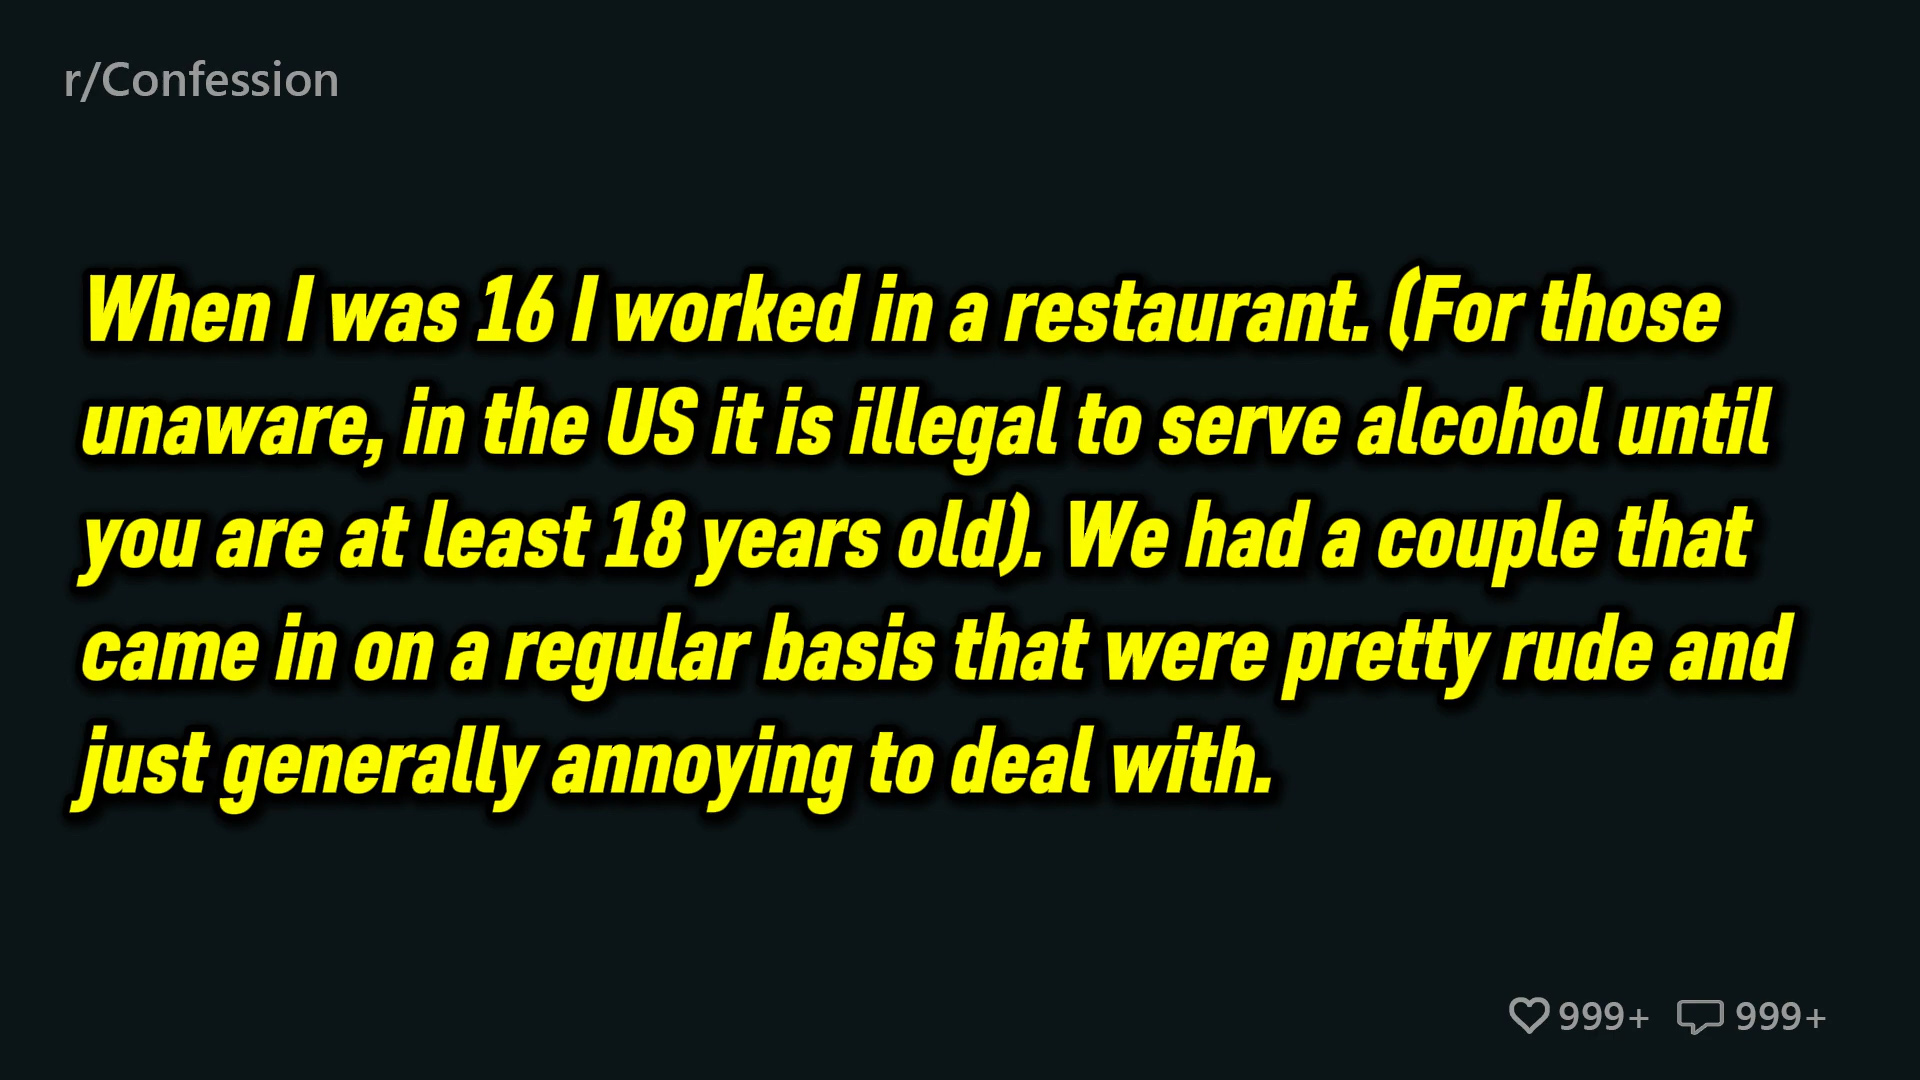 r/Confession
When I was 16 I worked in a restaurant. (For those
unaware, in the US it is illegal to serve alcohol until
you are at least 18 years old). We had a couple that
came in on a regular basis that were pretty rude and
just generally annoying to deal with.
999+ 999+